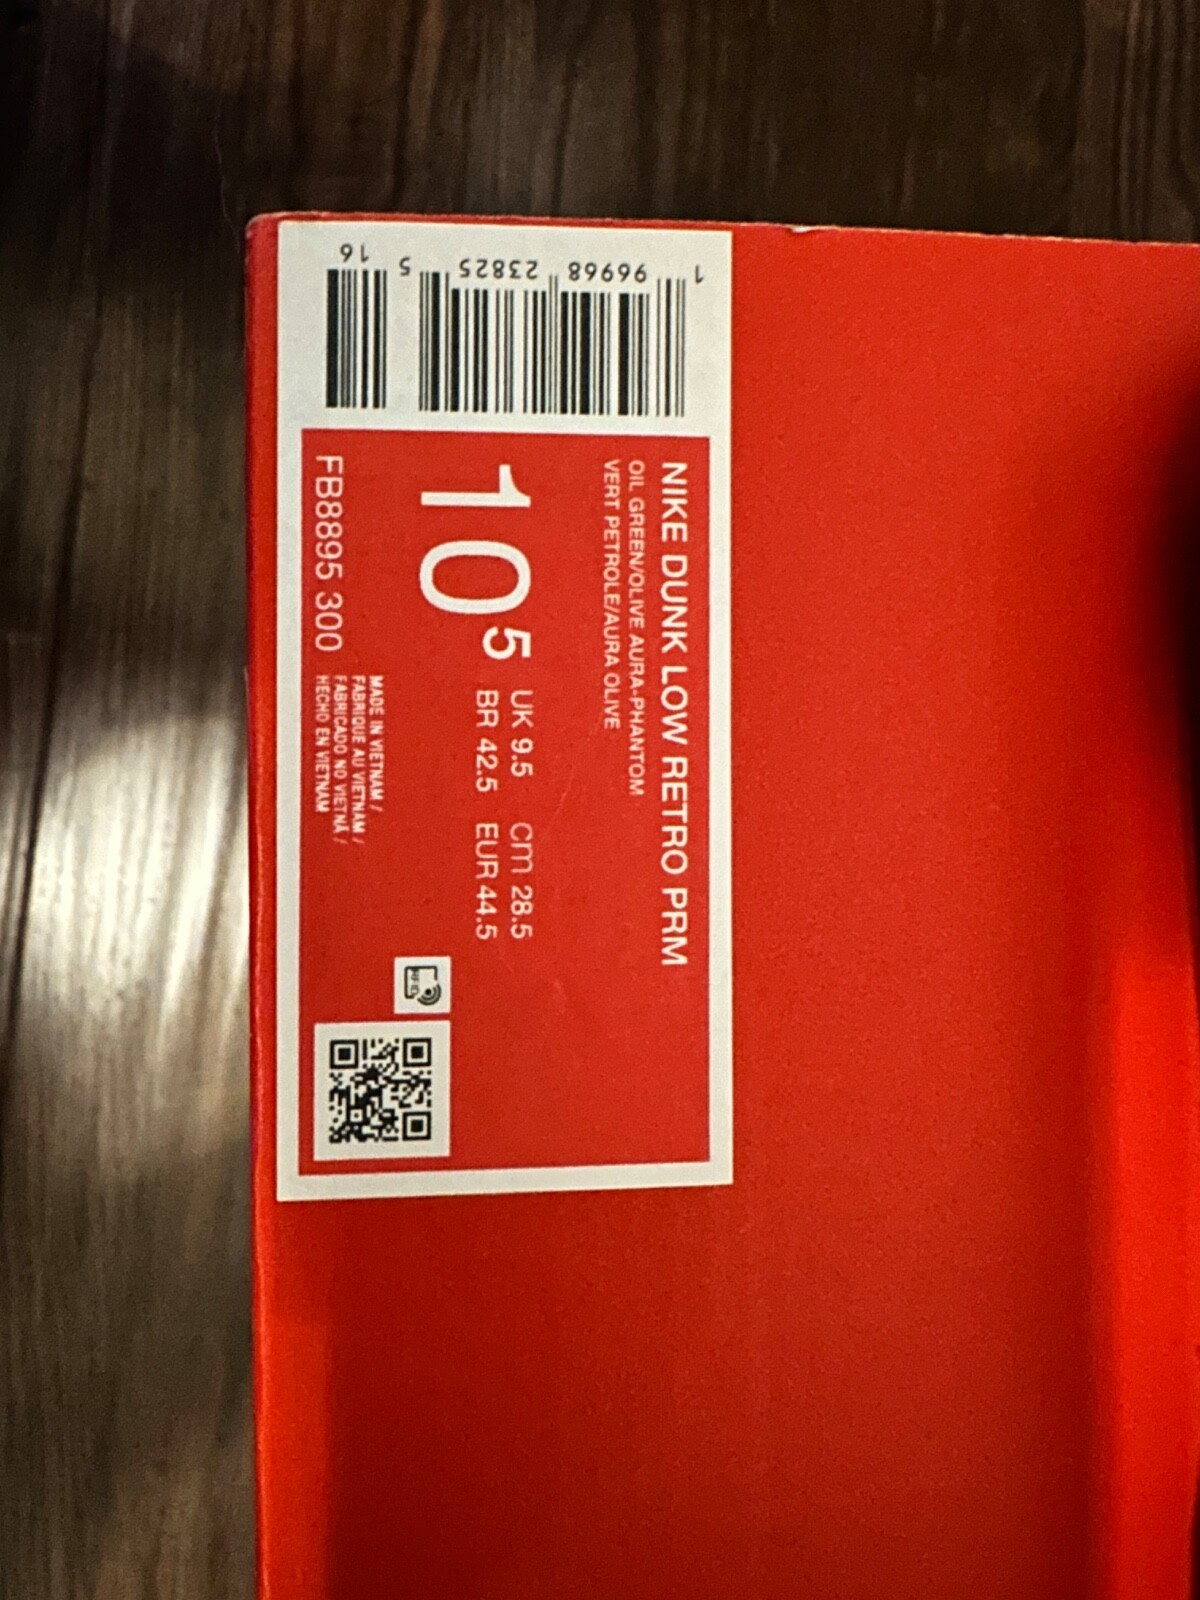 NIKE DUNK LOW RETRO PRM
OIL GREEN/OLIVE AURA-PHANTOM
VERT PETROLE/AURA OLIVE
10 5
UK 9.5 cm 28.5
BR 42.5 EUR 44.5
FB8895 300
MADE IN VIETNAM /
FABRIQUE AU VIETNAM /
FABRICADO NO VIETNÃ /
HECHO EN VIETNAM
RFID
1 96968 23825 5 16